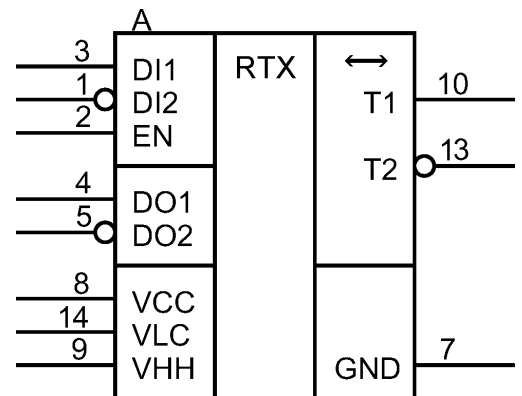 A
3 DI1 RTX ↔
1 DI2 T1 10
2 EN
T2 13
4 DO1
5 DO2
8 VCC
14 VLC
9 VHH GND 7